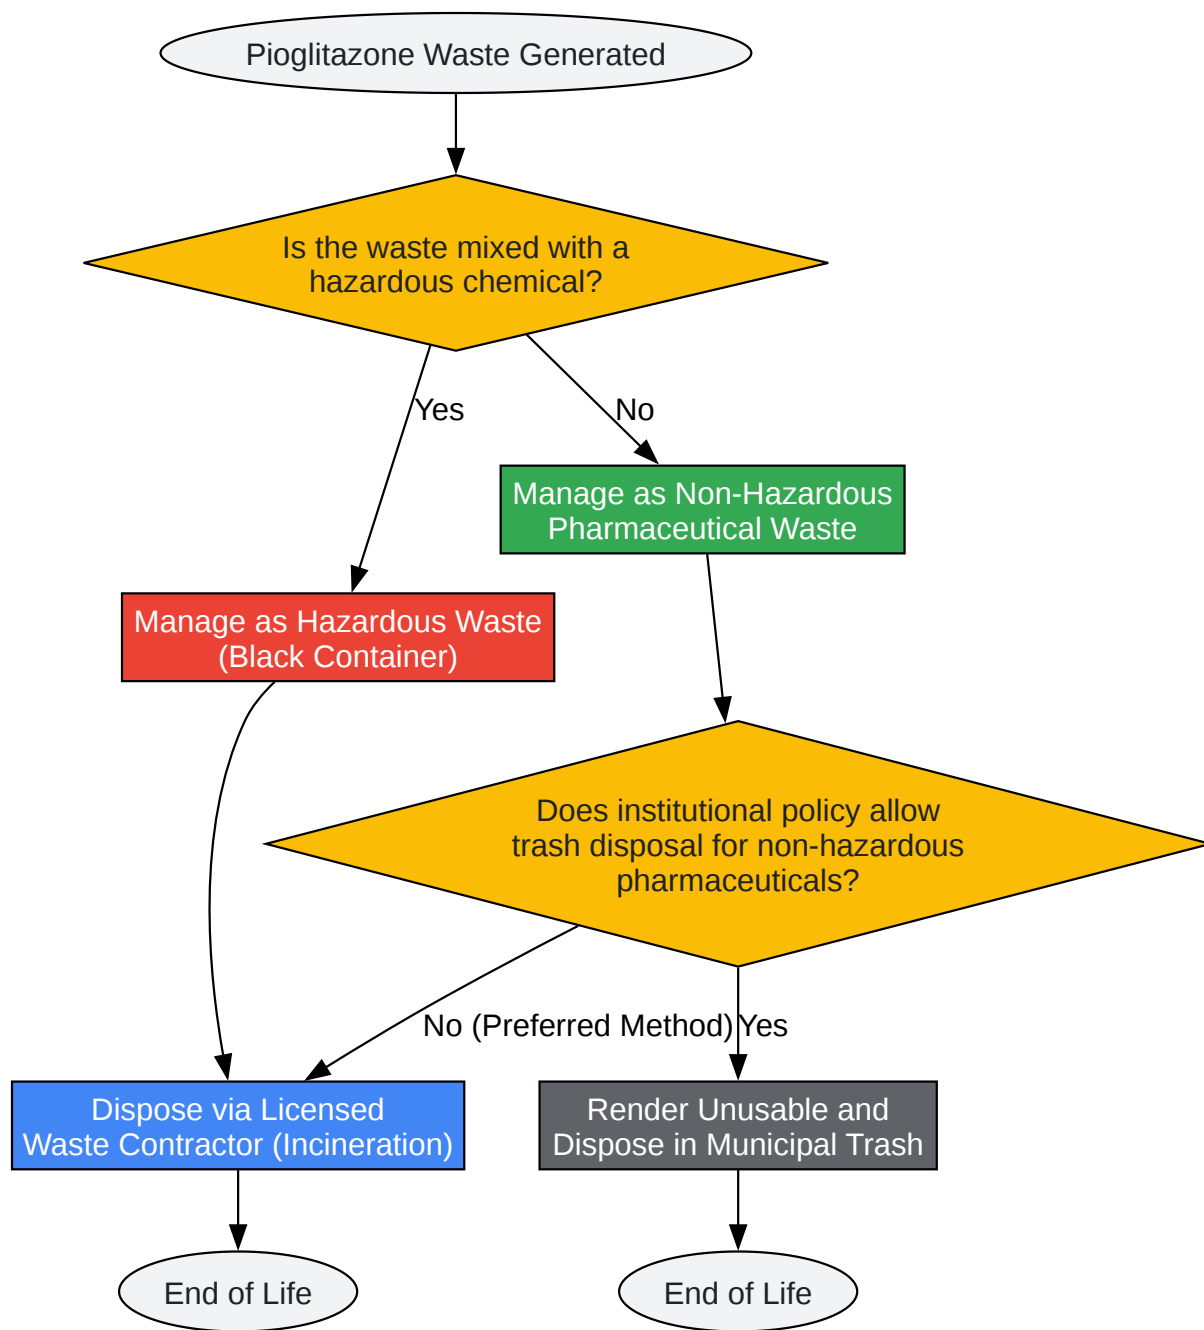 Pioglitazone Waste Generated
Is the waste mixed with a
hazardous chemical?
Yes
No
Manage as Non-Hazardous
Pharmaceutical Waste
Manage as Hazardous Waste
(Black Container)
Does institutional policy allow
trash disposal for non-hazardous
pharmaceuticals?
No (Preferred Method)
Yes
Dispose via Licensed
Waste Contractor (Incineration)
Render Unusable and
Dispose in Municipal Trash
End of Life
End of Life